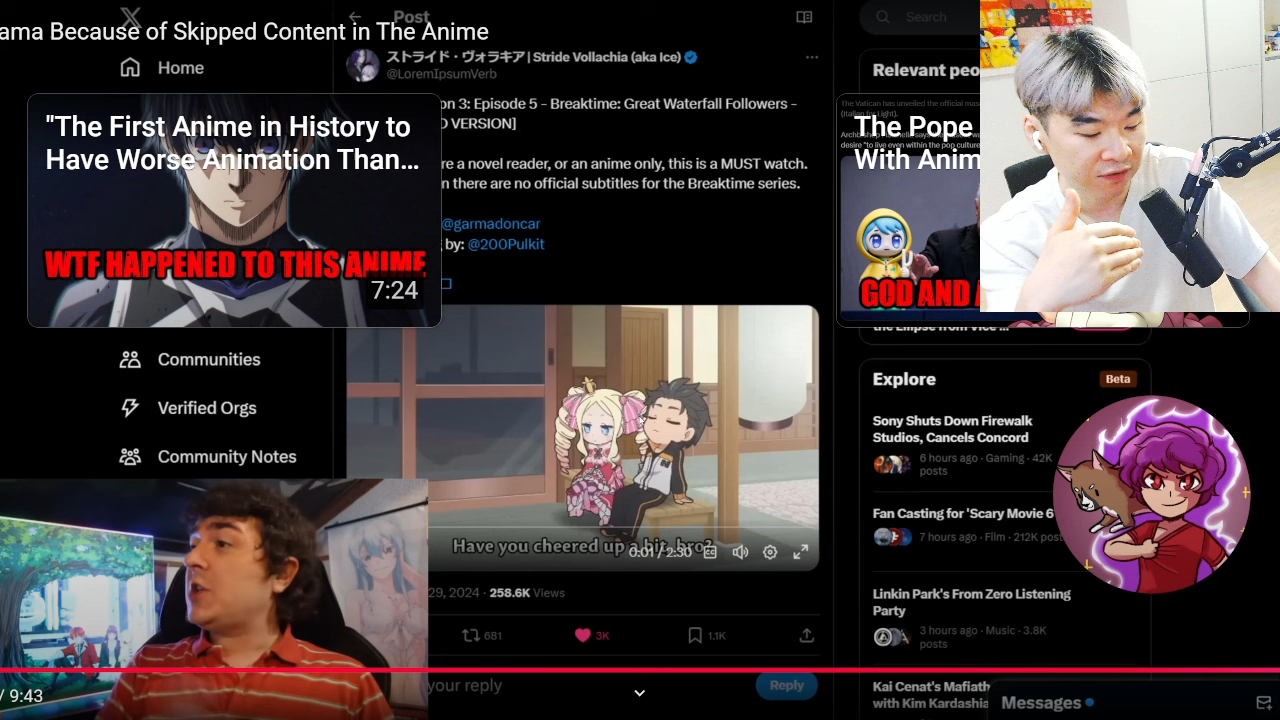 ama Because of Skipped Content in The Anime
Post
Search
Home
ストライド・ヴォラキア | Stride Vollachia (aka Ice)
@LoremIpsumVerb
Relevant peo
"The First Anime in History to
Have Worse Animation Than...
WTF HAPPENED TO THIS ANIME
7:24
on 3: Episode 5 - Breaktime: Great Waterfall Followers -
VERSION]
re a novel reader, or an anime only, this is a MUST watch.
n there are no official subtitles for the Breaktime series.
@garmadoncar
by: @200Pulkit
The Vatican has unveiled the official mas
The Pope
With Anim
GOD AND A
Communities
Verified Orgs
Community Notes
Explore
Beta
Sony Shuts Down Firewalk
Studios, Cancels Concord
6 hours ago · Gaming · 42K
posts
Fan Casting for 'Scary Movie 6
7 hours ago · Film · 212K post
Linkin Park's From Zero Listening
Party
3 hours ago · Music · 3.8K
posts
Kai Cenat's Mafiath
with Kim Kardashia
Have you cheered up a bit, bro?
0:01 / 2:30
29, 2024 · 258.6K Views
681
3K
1.1K
your reply
Reply
Messages
/ 9:43